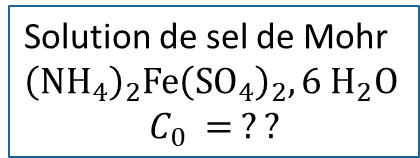 Solution de sel de Mohr
(NH₄)₂Fe(SO₄)₂, 6 H₂O
C₀ = ? ?